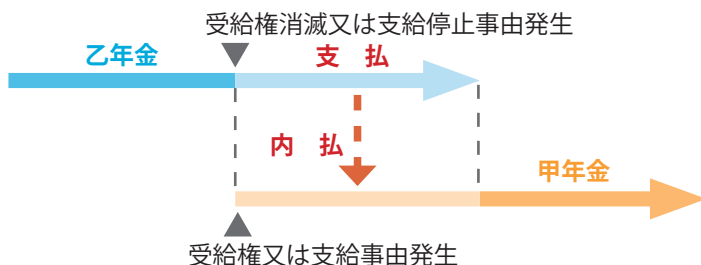 受給権消滅又は支給停止事由発生
乙年金
支　払
内　払
甲年金
受給権又は支給事由発生